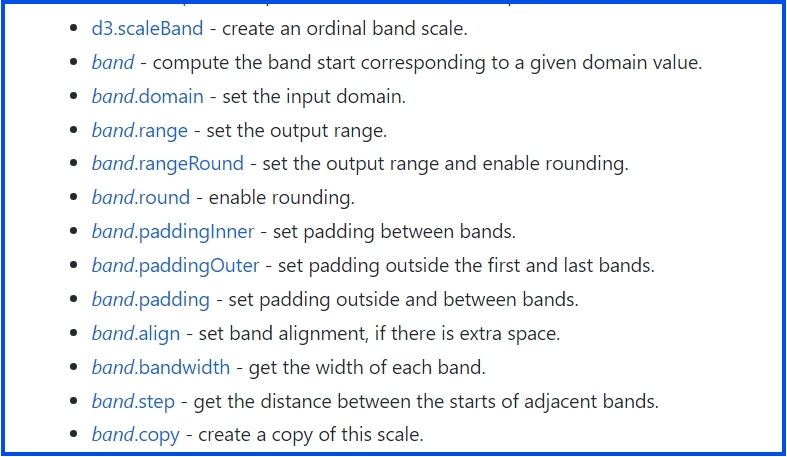 d3.scaleBand - create an ordinal band scale.
band - compute the band start corresponding to a given domain value.
band.domain - set the input domain.
band.range - set the output range.
band.rangeRound - set the output range and enable rounding.
band.round - enable rounding.
band.paddingInner - set padding between bands.
band.paddingOuter - set padding outside the first and last bands.
band.padding - set padding outside and between bands.
band.align - set band alignment, if there is extra space.
band.bandwidth - get the width of each band.
band.step - get the distance between the starts of adjacent bands.
band.copy - create a copy of this scale.